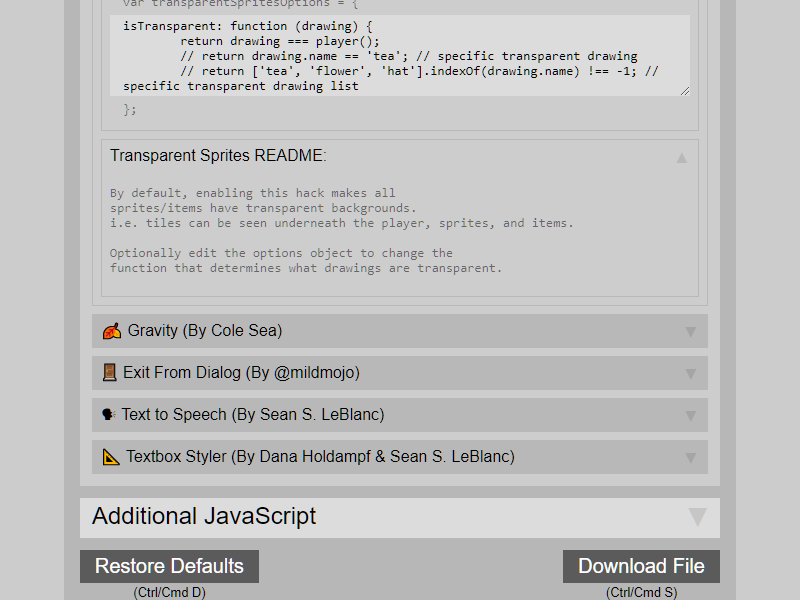 var transparentSpritesOptions = {
isTransparent: function (drawing) {
return drawing === player();
// return drawing.name == 'tea'; // specific transparent drawing
// return ['tea', 'flower', 'hat'].indexOf(drawing.name) !== -1; //
specific transparent drawing list
};
Transparent Sprites README:
By default, enabling this hack makes all
sprites/items have transparent backgrounds.
i.e. tiles can be seen underneath the player, sprites, and items.
Optionally edit the options object to change the
function that determines what drawings are transparent.
Gravity (By Cole Sea)
Exit From Dialog (By @mildmojo)
Text to Speech (By Sean S. LeBlanc)
Textbox Styler (By Dana Holdampf & Sean S. LeBlanc)
Additional JavaScript
Restore Defaults
(Ctrl/Cmd D)
Download File
(Ctrl/Cmd S)